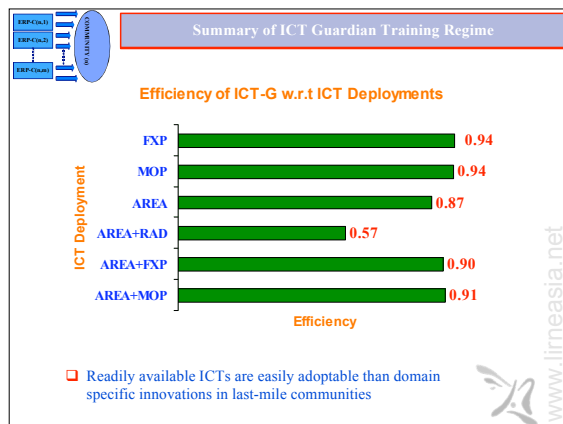 ERP-C(n,1)
ERP-C(n,2)
ERP-C(n,m)
COMMUNITY (n)
Summary of ICT Guardian Training Regime
Efficiency of ICT-G w.r.t ICT Deployments
ICT Deployment
FXP 0.94
MOP 0.94
AREA 0.87
AREA+RAD 0.57
AREA+FXP 0.90
AREA+MOP 0.91
Efficiency
Readily available ICTs are easily adoptable than domain
specific innovations in last-mile communities
www.lirneasia.net